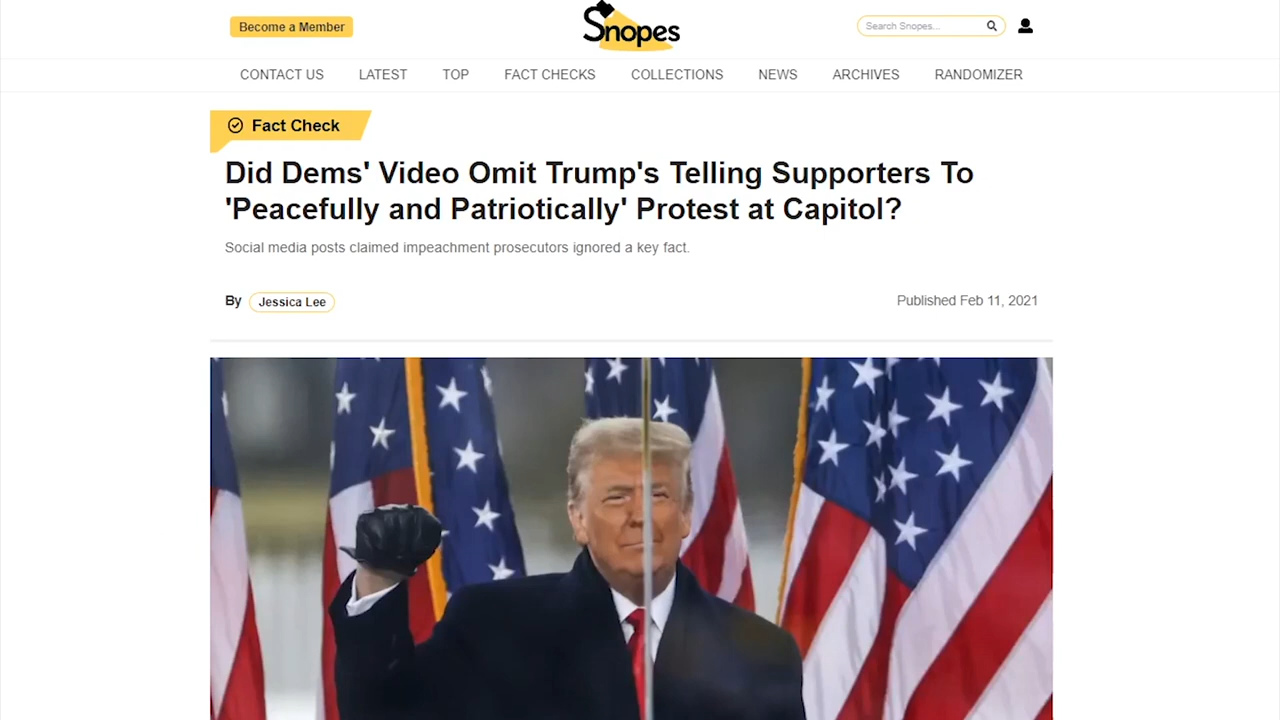 Become a Member
Snopes
Search Snopes...
CONTACT US LATEST TOP FACT CHECKS COLLECTIONS NEWS ARCHIVES RANDOMIZER
Fact Check
Did Dems' Video Omit Trump's Telling Supporters To
'Peacefully and Patriotically' Protest at Capitol?
Social media posts claimed impeachment prosecutors ignored a key fact.
By Jessica Lee
Published Feb 11, 2021